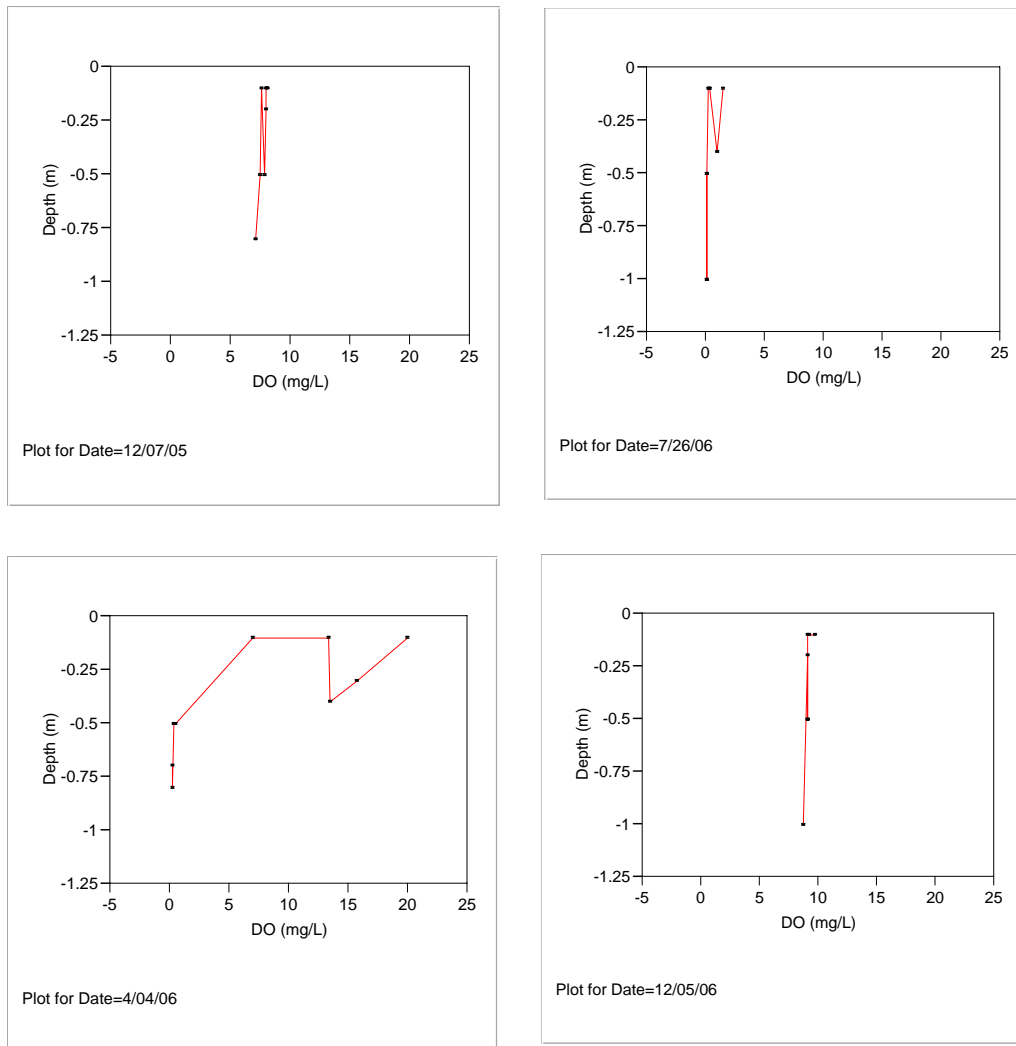 0
-0.25
-0.5
-0.75
-1
-1.25
Depth (m)
-5 0 5 10 15 20 25
DO (mg/L)
Plot for Date=12/07/05
0
-0.25
-0.5
-0.75
-1
-1.25
Depth (m)
-5 0 5 10 15 20 25
DO (mg/L)
Plot for Date=7/26/06
0
-0.25
-0.5
-0.75
-1
-1.25
Depth (m)
-5 0 5 10 15 20 25
DO (mg/L)
Plot for Date=4/04/06
0
-0.25
-0.5
-0.75
-1
-1.25
Depth (m)
-5 0 5 10 15 20 25
DO (mg/L)
Plot for Date=12/05/06